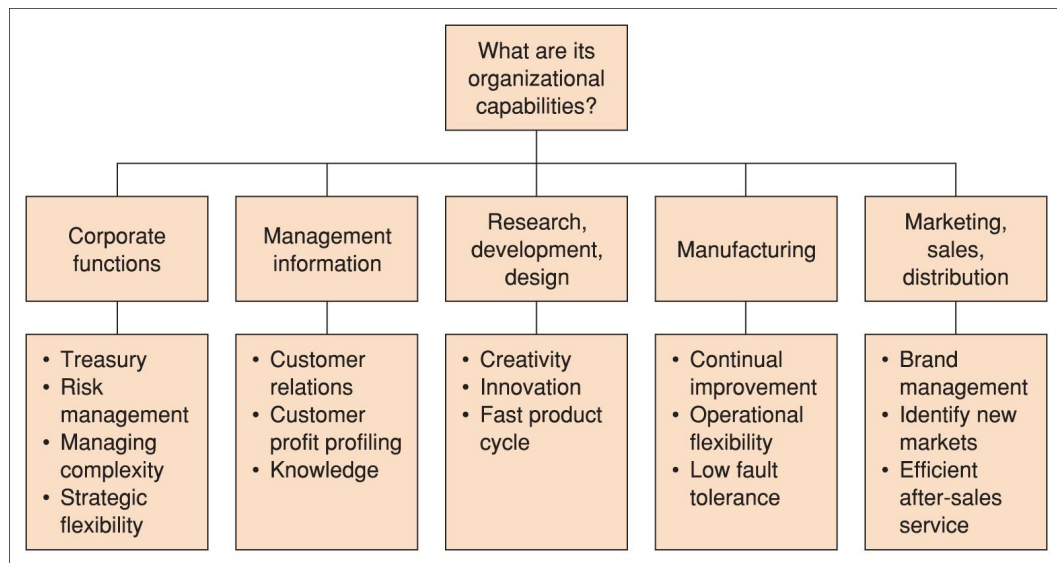 What are its
organizational
capabilities?
Corporate
functions
Management
information
Research,
development,
design
Manufacturing
Marketing,
sales,
distribution
• Treasury
• Risk
management
• Managing
complexity
• Strategic
flexibility
• Customer
relations
• Customer
profit profiling
• Knowledge
• Creativity
• Innovation
• Fast product
cycle
• Continual
improvement
• Operational
flexibility
• Low fault
tolerance
• Brand
management
• Identify new
markets
• Efficient
after-sales
service